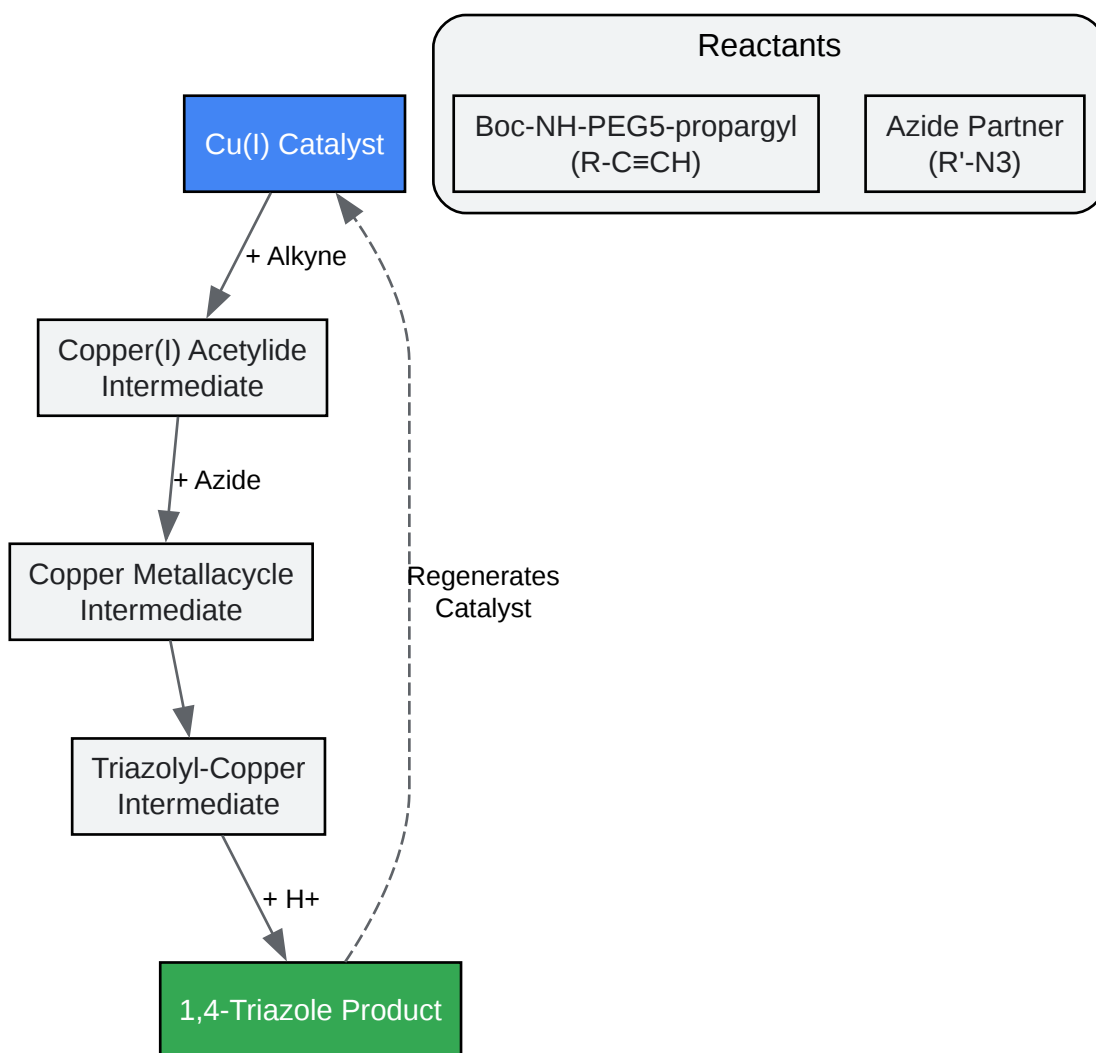 Reactants
Boc-NH-PEG5-propargyl
(R-C≡CH)
Azide Partner
(R'-N3)
Cu(I) Catalyst
+ Alkyne
Copper(I) Acetylide
Intermediate
+ Azide
Copper Metallacycle
Intermediate
Regenerates
Catalyst
Triazolyl-Copper
Intermediate
+ H+
1,4-Triazole Product